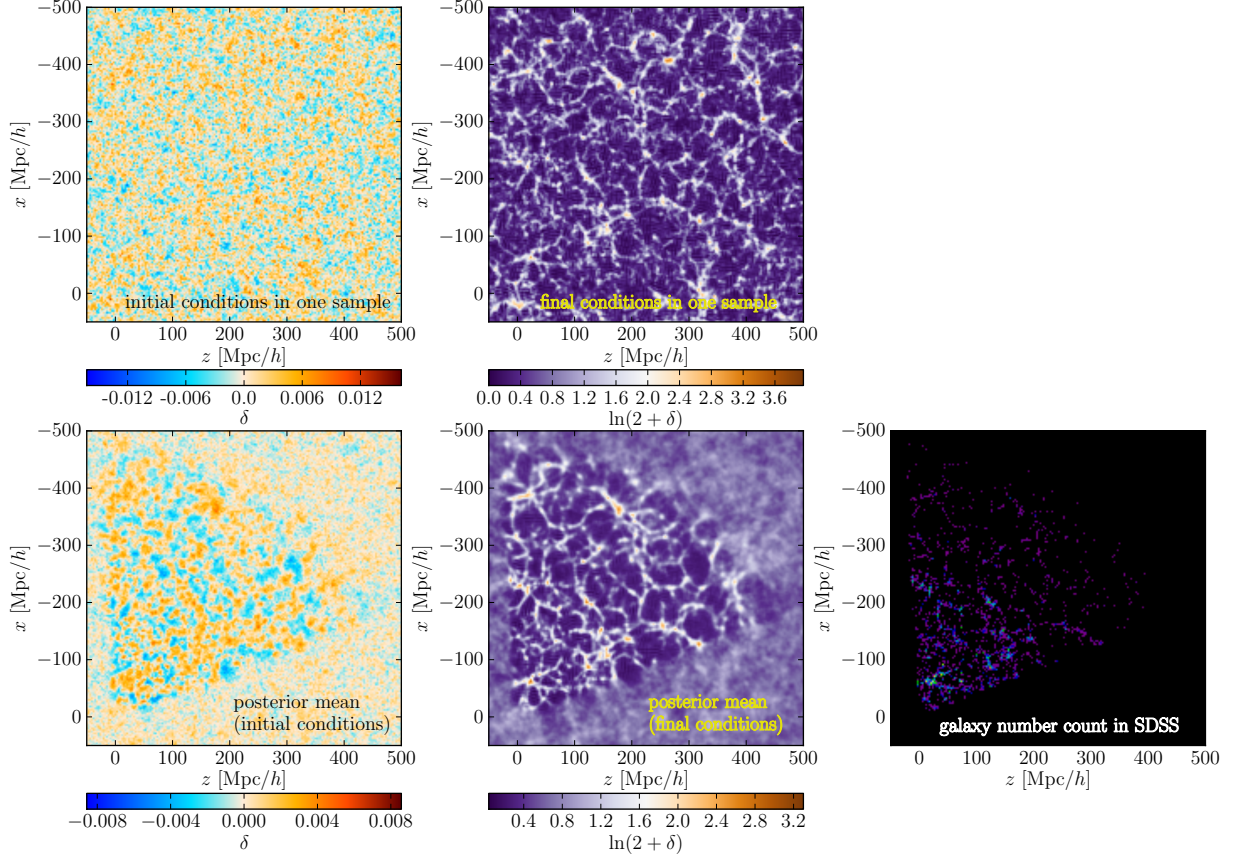 −500
−400
−300
−200
−100
0
x [Mpc/h]
initial conditions in one sample
0 100 200 300 400 500
z [Mpc/h]
-0.012 -0.006 0.0 0.006 0.012
δ
−500
−400
−300
−200
−100
0
x [Mpc/h]
final conditions in one sample
0 100 200 300 400 500
z [Mpc/h]
0.0 0.4 0.8 1.2 1.6 2.0 2.4 2.8 3.2 3.6
ln(2 + δ)
−500
−400
−300
−200
−100
0
x [Mpc/h]
posterior mean
(initial conditions)
0 100 200 300 400 500
z [Mpc/h]
−0.008 −0.004 0.000 0.004 0.008
δ
−500
−400
−300
−200
−100
0
x [Mpc/h]
posterior mean
(final conditions)
0 100 200 300 400 500
z [Mpc/h]
0.4 0.8 1.2 1.6 2.0 2.4 2.8 3.2
ln(2 + δ)
−500
−400
−300
−200
−100
0
x [Mpc/h]
galaxy number count in SDSS
0 100 200 300 400 500
z [Mpc/h]